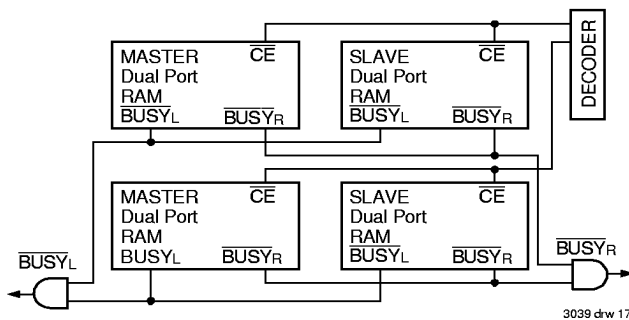 MASTER
Dual Port
RAM
CE
BUSYL
BUSYR
SLAVE
Dual Port
RAM
CE
BUSYL
BUSYR
DECODER
MASTER
Dual Port
RAM
CE
BUSYL
BUSYR
SLAVE
Dual Port
RAM
CE
BUSYL
BUSYR
BUSYL
BUSYR
3039 drw 17